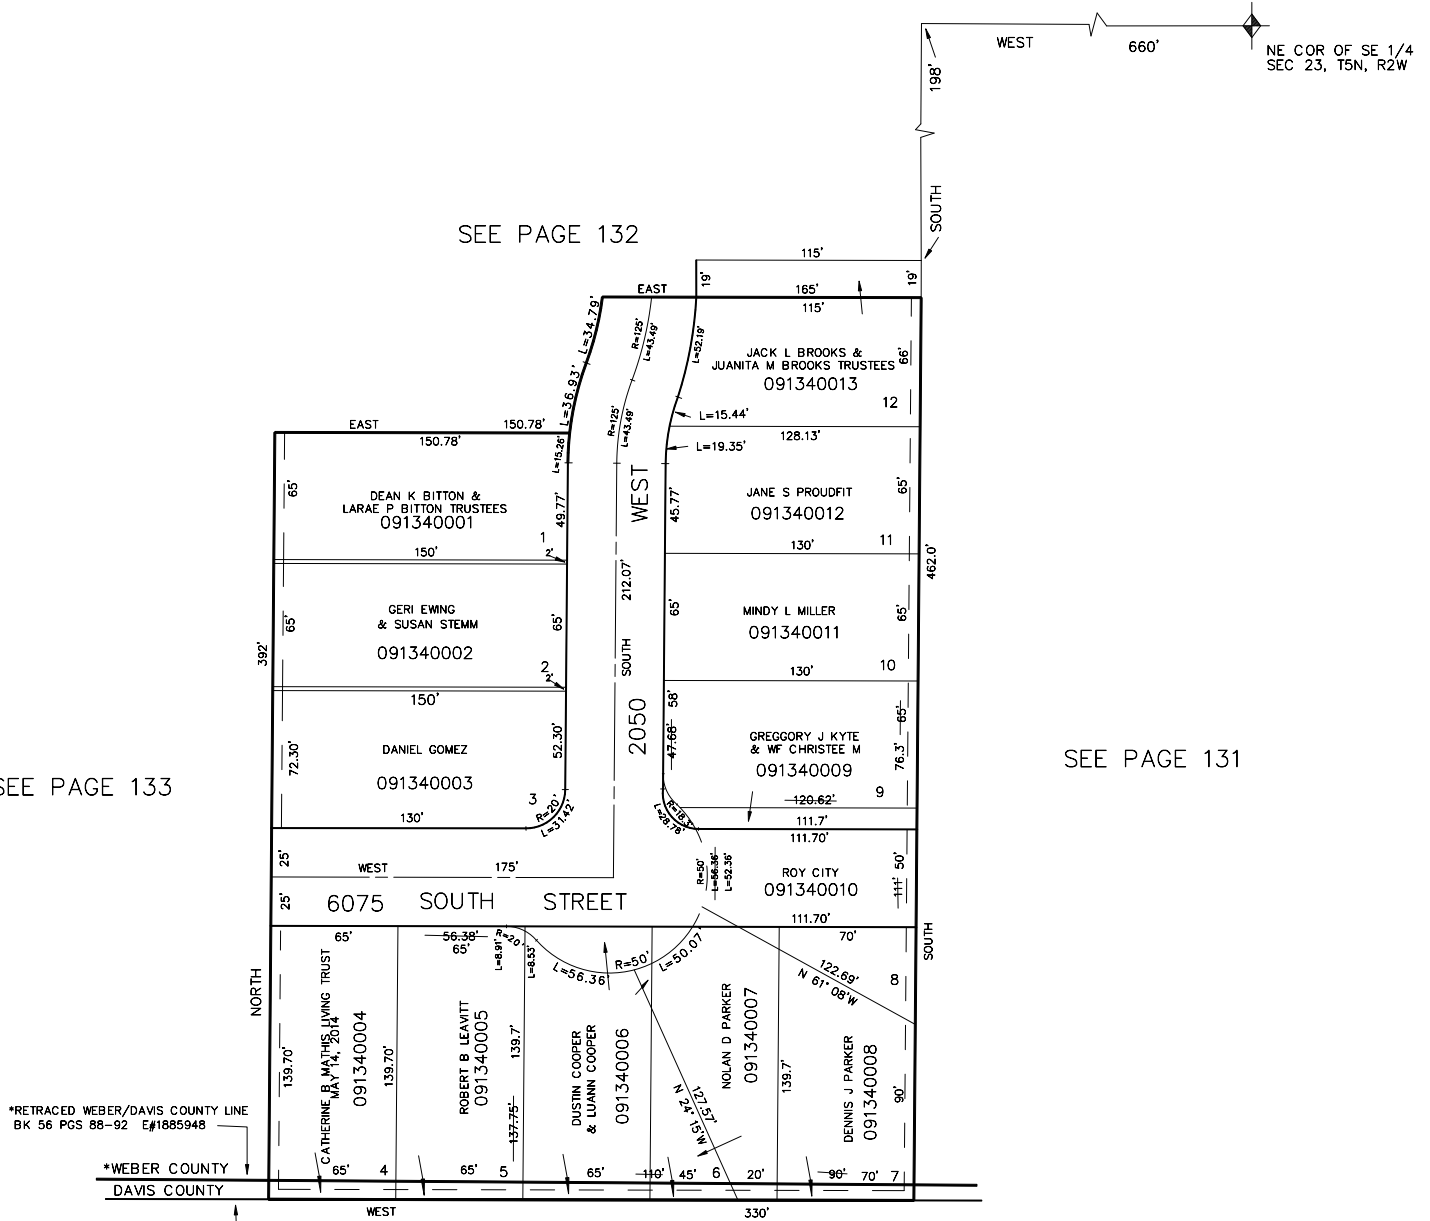 WEST
660'
NE COR OF SE 1/4
SEC 23, T5N, R2W
198'
SOUTH
SEE PAGE 132
115'
19'
19'
EAST
165'
115'
L=34.79'
R=125'
L=43.49'
L=52.19'
JACK L BROOKS &
JUANITA M BROOKS TRUSTEES
091340013
66'
12
L=36.93'
R=125'
L=43.49'
L=15.44'
EAST
150.78'
150.78'
128.13'
L=15.26'
L=19.35'
65'
DEAN K BITTON &
LARAE P BITTON TRUSTEES
091340001
49.77'
1
WEST
45.77'
JANE S PROUDFIT
091340012
65'
11
150'
2'
130'
462.0'
212.07'
65'
GERI EWING
& SUSAN STEMM
091340002
65'
2
65'
MINDY L MILLER
091340011
65'
10
392'
SOUTH
2'
150'
130'
58'
2050
72.30'
DANIEL GOMEZ
091340003
52.30'
3
47.68'
GREGGORY J KYTE
& WF CHRISTEE M
091340009
65'
76.3'
9
SEE PAGE 131
SEE PAGE 133
130'
R=20'
L=31.42'
R=18.3'
L=28.78'
120.62'
111.7'
111.70'
25'
WEST
175'
25'
6075 SOUTH STREET
R=50'
L=56.36'
L=52.36'
ROY CITY
091340010
50'
111'
111.70'
65'
56.38'
65'
R=20'
L=8.91'
L=8.53'
L=56.36'
R=50'
L=50.07'
70'
SOUTH
122.69'
N 61° 08'W
8
NORTH
139.70'
CATHERINE B MATHIS LIVING TRUST
MAY 14, 2014
091340004
139.70'
ROBERT B LEAVITT
091340005
139.7'
137.75'
DUSTIN COOPER
& LUANN COOPER
091340006
NOLAN D PARKER
091340007
127.57'
N 24° 15'W
139.7'
DENNIS J PARKER
091340008
90'
*RETRACED WEBER/DAVIS COUNTY LINE
BK 56 PGS 88-92 E#1885948
*WEBER COUNTY
DAVIS COUNTY
65'
4
65'
5
65'
110'
45'
6
20'
90'
70'
7
WEST
330'